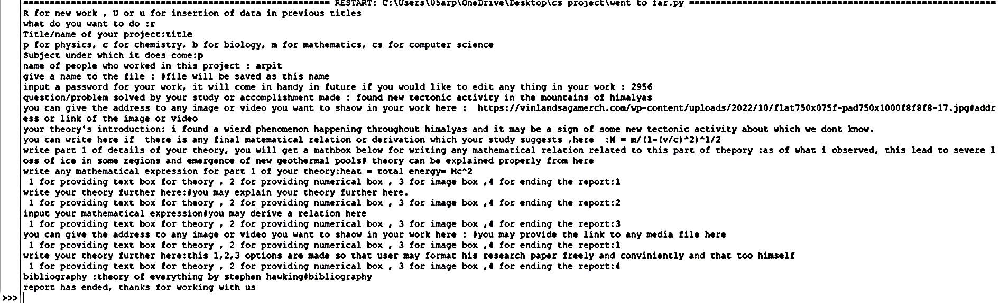 RESTART: C:\Users\05arp\OneDrive\Desktop\cs project\went to far.py
R for new work , U or u for insertion of data in previous titles
what do you want to do :r
Title/name of your project:title
p for physics, c for chemistry, b for biology, m for mathematics, cs for computer science
Subject under which it does come:p
name of people who worked in this project : arpit
give a name to the file : #file will be saved as this name
input a password for your work, it will come in handy in future if you would like to edit any thing in your work : 2956
question/problem solved by your study or accomplishment made : found new tectonic activity in the mountains of himalyas
you can give the address to any image or video you want to shaow in your work here :  https://vinlandsagamerch.com/wp-content/uploads/2022/10/flat750x075f-pad750x1000f8f8f8-17.jpg#addr
ess or link of the image or video
your theory's introduction: i found a wierd phenomenon happening throughout himalyas and it may be a sign of some new tectonic activity about which we dont know.
you can write here if  there is any final matematical relation or derivation which your study suggests ,here  :M = m/(1-(v/c)^2)^1/2
write part 1 of details of your theory, you will get a mathbox below for writing any mathematical relation related to this part of thepory :as of what i observed, this lead to severe l
oss of ice in some regions and emergence of new geothermal pools# theory can be explained properly from here
write any mathematical expression for part 1 of your theory:heat = total energy= Mc^2
1 for providing text box for theory , 2 for providing numerical box , 3 for image box ,4 for ending the report:1
write your theory further here:#you may explain your theory further here.
1 for providing text box for theory , 2 for providing numerical box , 3 for image box ,4 for ending the report:2
input your mathematical expression#you may derive a relation here
1 for providing text box for theory , 2 for providing numerical box , 3 for image box ,4 for ending the report:3
you can give the address to any image or video you want to shaow in your work here : #you may provide the link to any media file here
1 for providing text box for theory , 2 for providing numerical box , 3 for image box ,4 for ending the report:1
write your theory further here:this 1,2,3 options are made so that user may format his research paper freely and conviniently and that too himself
1 for providing text box for theory , 2 for providing numerical box , 3 for image box ,4 for ending the report:4
bibliography :theory of everything by stephen hawking#bibliography
report has ended, thanks for working with us
>>>